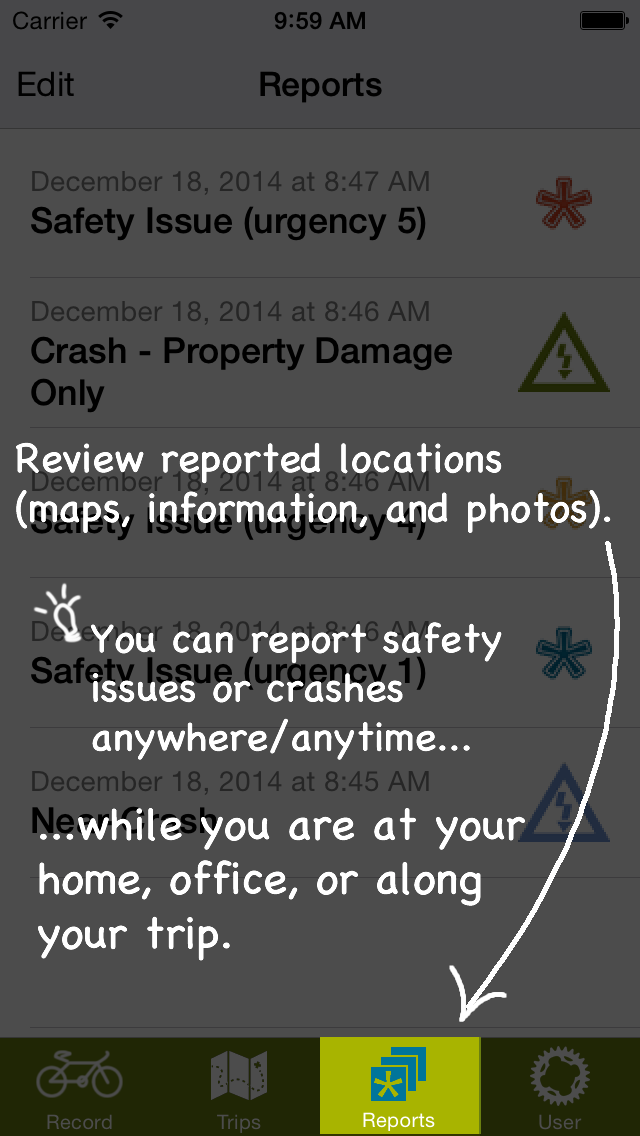 Carrier 9:59 AM
Edit Reports
December 18, 2014 at 8:47 AM
Safety Issue (urgency 5)
December 18, 2014 at 8:46 AM
Crash - Property Damage
Only
Review reported locations
(maps, information, and photos).
December 18, 2014 at 8:46 AM
Safety Issue (urgency 4)
December 18, 2014 at 8:46 AM
Safety Issue (urgency 1)
You can report safety
issues or crashes
anywhere/anytime...
December 18, 2014 at 8:45 AM
Near Crash
...while you are at your
home, office, or along
your trip.
Record Trips Reports User